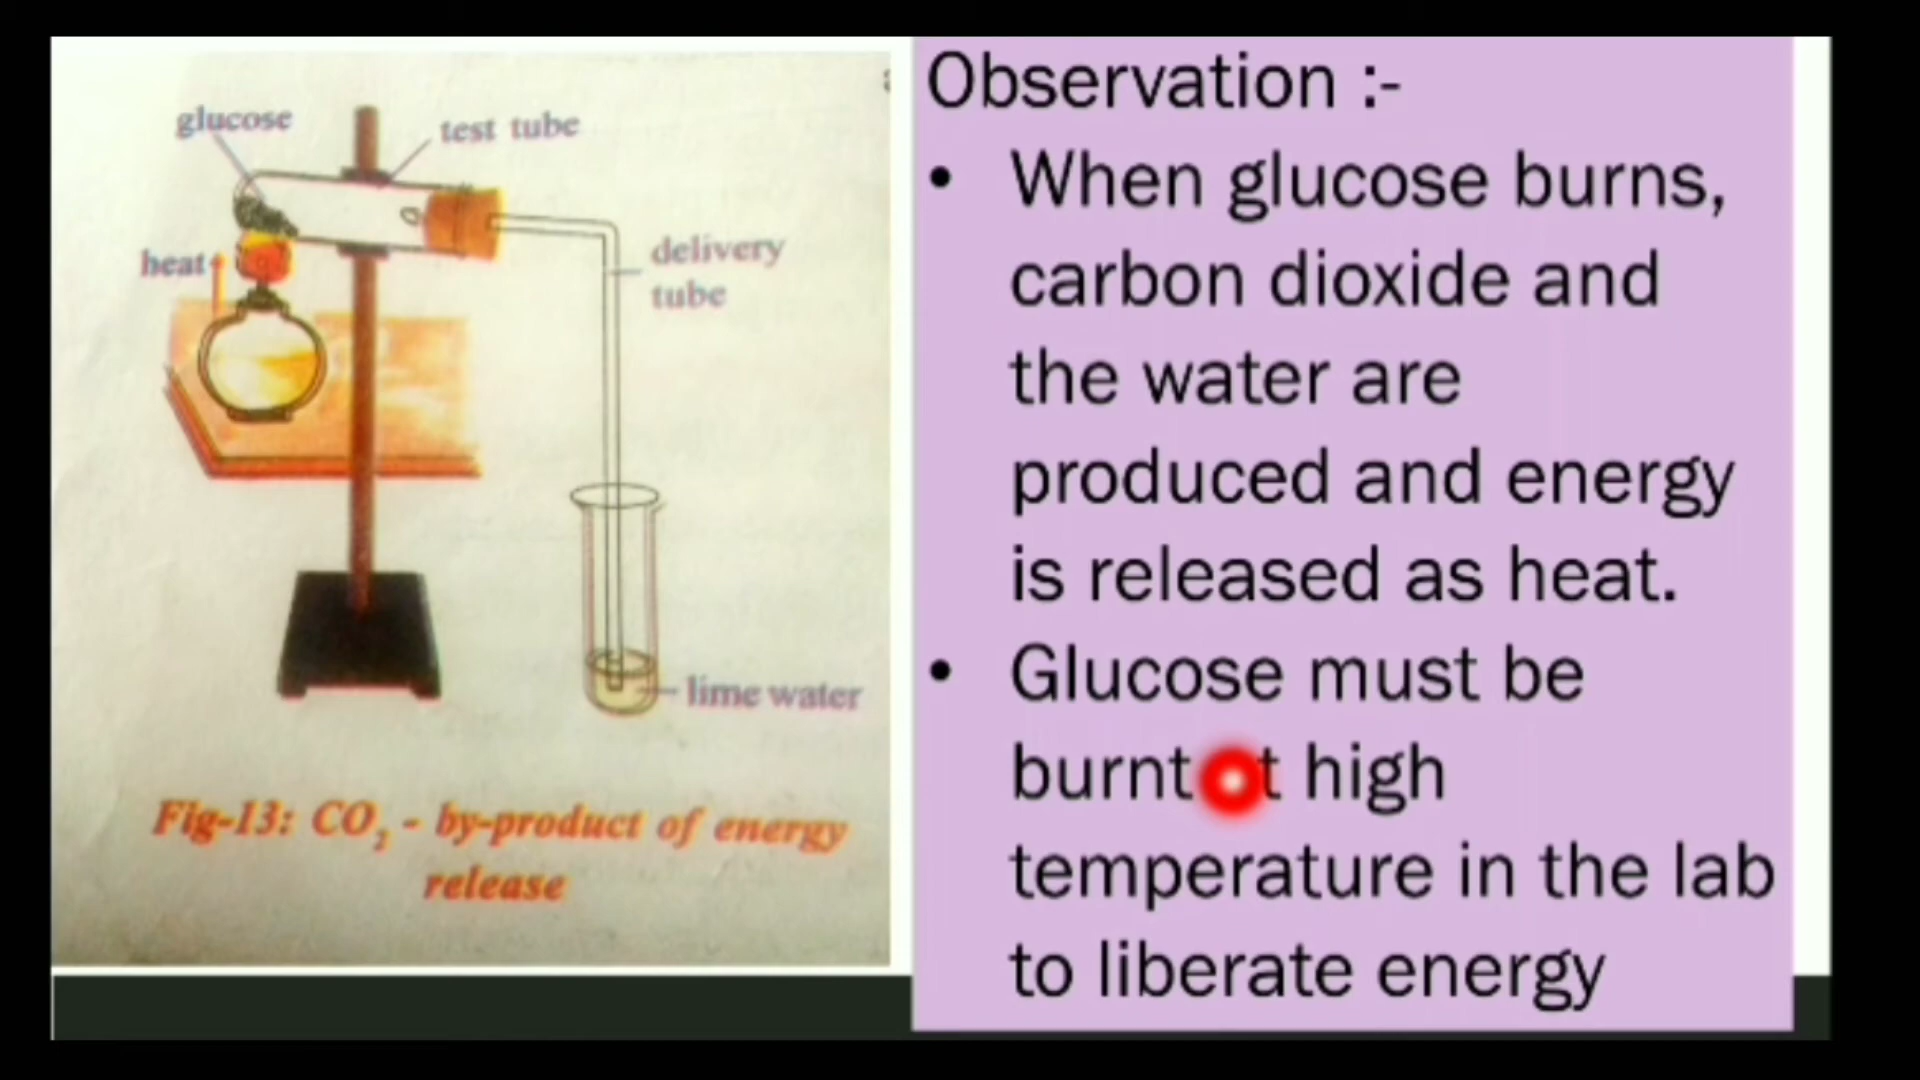 glucose
test tube
heat
delivery
tube
lime water
Fig-13: CO₂ - by-product of energy
release
Observation :-
• When glucose burns,
carbon dioxide and
the water are
produced and energy
is released as heat.
• Glucose must be
burnt t high
temperature in the lab
to liberate energy